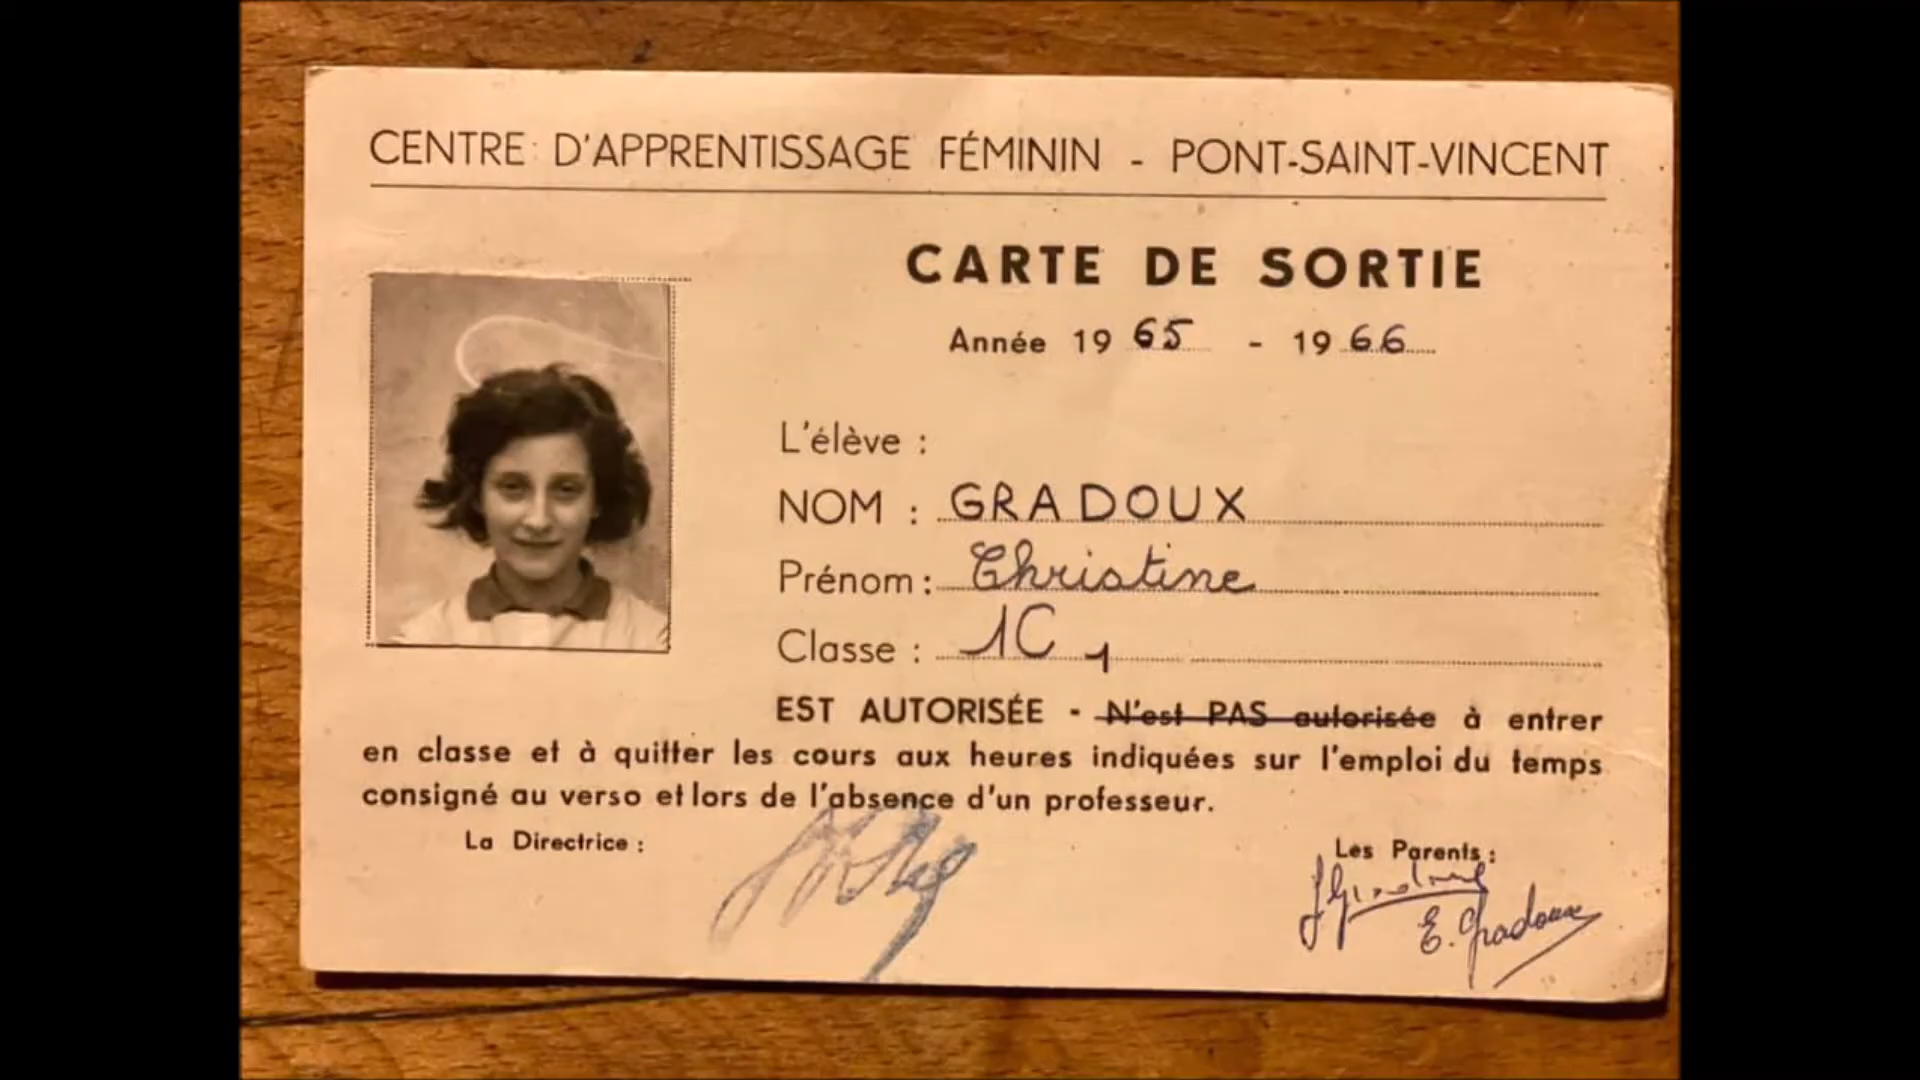 CENTRE D'APPRENTISSAGE FÉMININ - PONT-SAINT-VINCENT
CARTE DE SORTIE
Année 1965 - 1966
L'élève :
NOM : GRADOUX
Prénom : Christine
Classe : 1C1
EST AUTORISÉE - N'est PAS autorisée à entrer
en classe et à quitter les cours aux heures indiquées sur l'emploi du temps
consigné au verso et lors de l'absence d'un professeur.
La Directrice :
Les Parents :
E. Gradoux